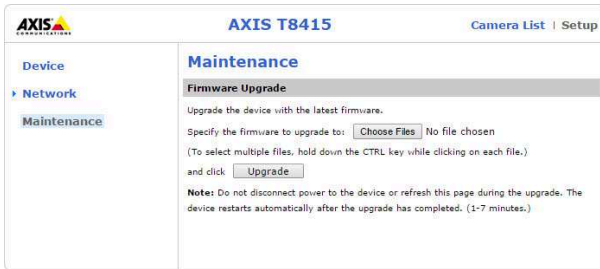 AXIS
COMMUNICATIONS
AXIS T8415
Camera List | Setup
Device
Network
Maintenance
Maintenance
Firmware Upgrade
Upgrade the device with the latest firmware.
Specify the firmware to upgrade to: Choose Files No file chosen
(To select multiple files, hold down the CTRL key while clicking on each file.)
and click Upgrade
Note: Do not disconnect power to the device or refresh this page during the upgrade. The
device restarts automatically after the upgrade has completed. (1-7 minutes.)